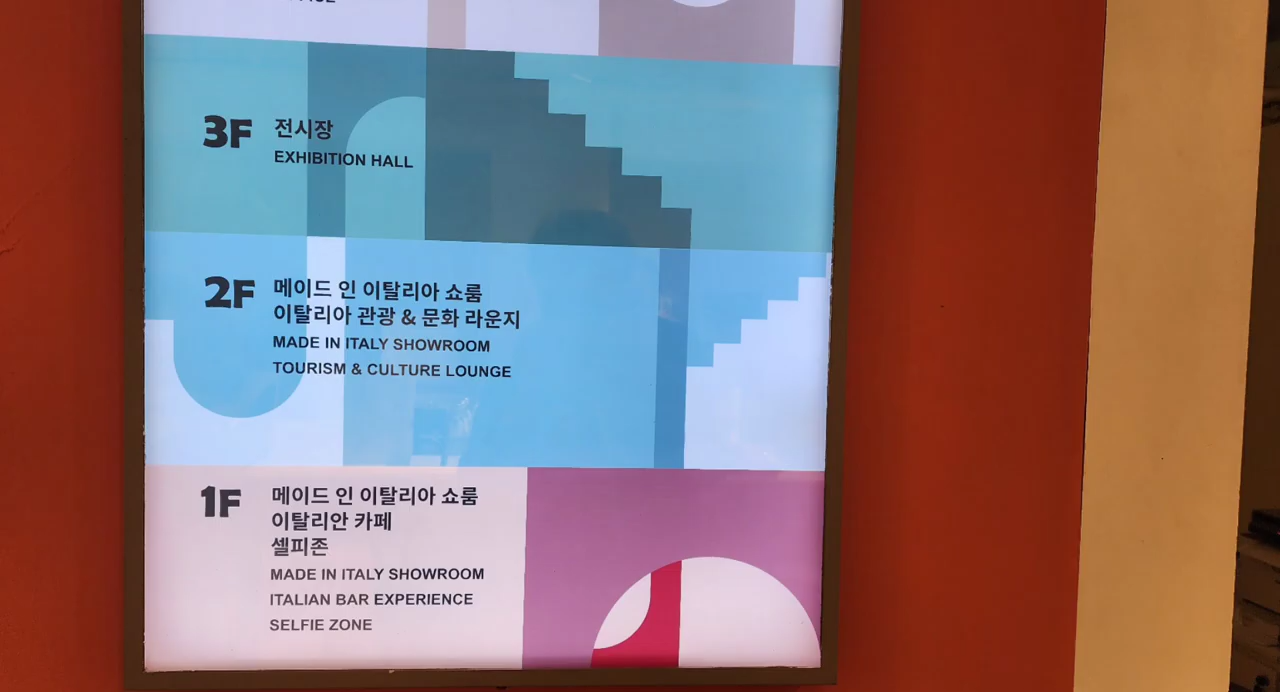 3F 전시장
EXHIBITION HALL
2F 메이드 인 이탈리아 쇼룸
이탈리아 관광 & 문화 라운지
MADE IN ITALY SHOWROOM
TOURISM & CULTURE LOUNGE
1F 메이드 인 이탈리아 쇼룸
이탈리안 카페
셀피존
MADE IN ITALY SHOWROOM
ITALIAN BAR EXPERIENCE
SELFIE ZONE